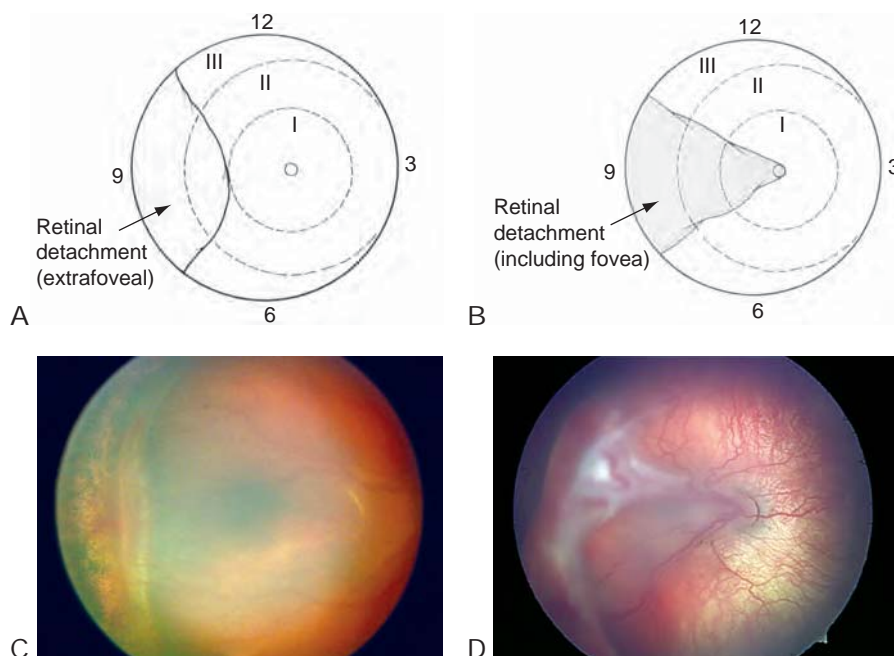 12
III
II
I
9
3
Retinal
detachment
(extrafoveal)
6
A
12
III
II
I
9
3
Retinal
detachment
(including fovea)
6
B
C
D